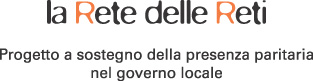 la Rete delle Reti
Progetto a sostegno della presenza paritaria
nel governo locale